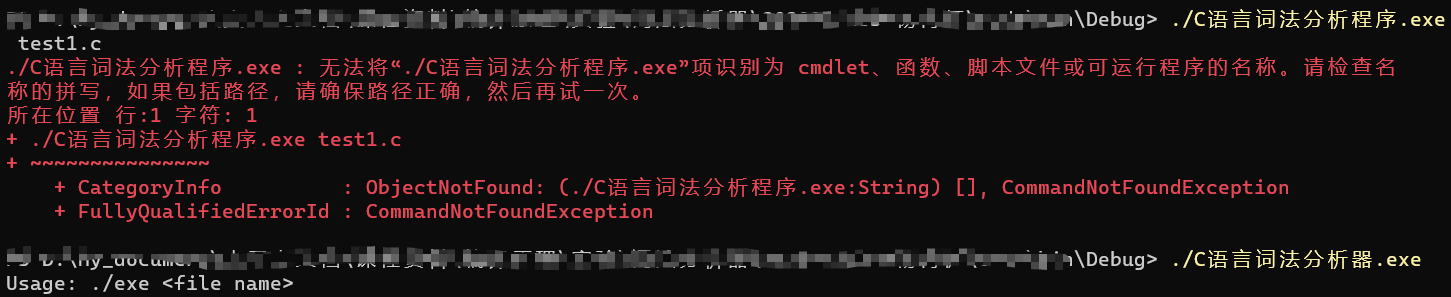 \Debug> ./C语言词法分析程序.exe
test1.c
./C语言词法分析程序.exe : 无法将“./C语言词法分析程序.exe”项识别为 cmdlet、函数、脚本文件或可运行程序的名称。请检查名
称的拼写，如果包括路径，请确保路径正确，然后再试一次。
所在位置 行:1 字符: 1
+ ./C语言词法分析程序.exe test1.c
+ ~~~~~~~~~~~~~~~
+ CategoryInfo          : ObjectNotFound: (./C语言词法分析程序.exe:String) [], CommandNotFoundException
+ FullyQualifiedErrorId : CommandNotFoundException
\Debug> ./C语言词法分析器.exe
Usage: ./exe <file name>